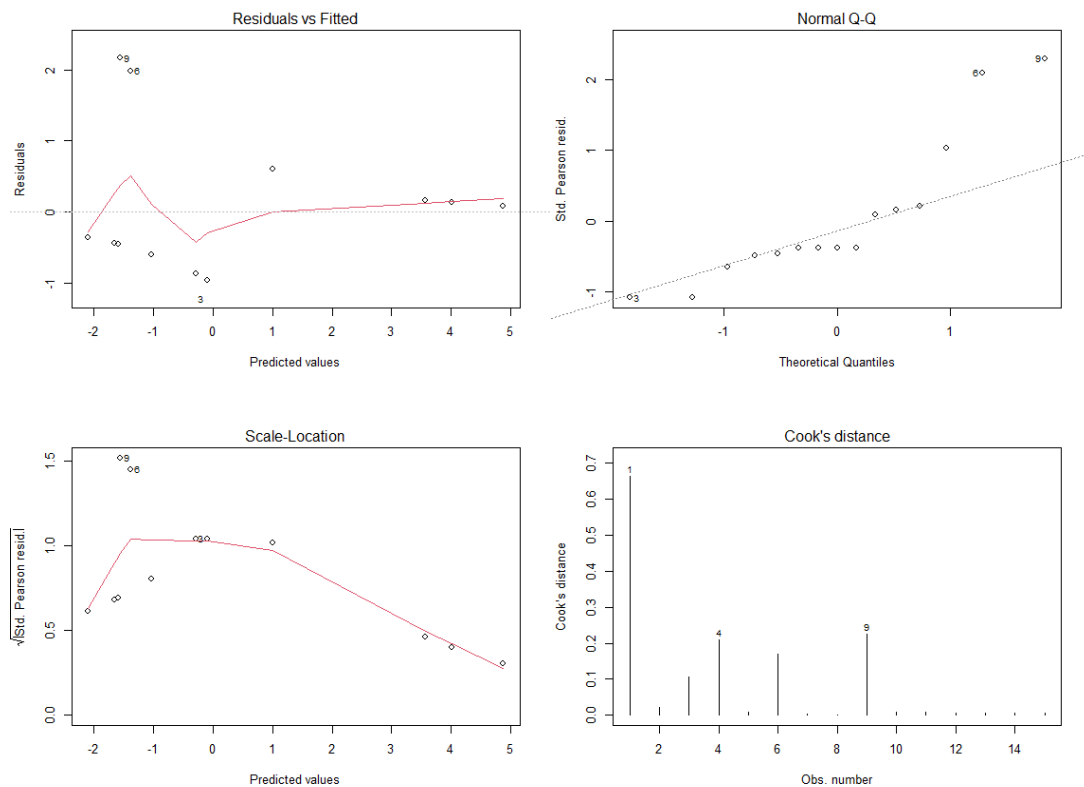 Residuals vs Fitted
Residuals
2
1
0
-1
9
6
3
-2 -1 0 1 2 3 4 5
Predicted values
Normal Q-Q
Std. Pearson resid.
2
1
0
-1
9
6
3
-1 0 1
Theoretical Quantiles
Scale-Location
√|Std. Pearson resid.|
1.5
1.0
0.5
0.0
9
6
3
-2 -1 0 1 2 3 4 5
Predicted values
Cook's distance
Cook's distance
0.7
0.6
0.5
0.4
0.3
0.2
0.1
0.0
1
4
9
2 4 6 8 10 12 14
Obs. number